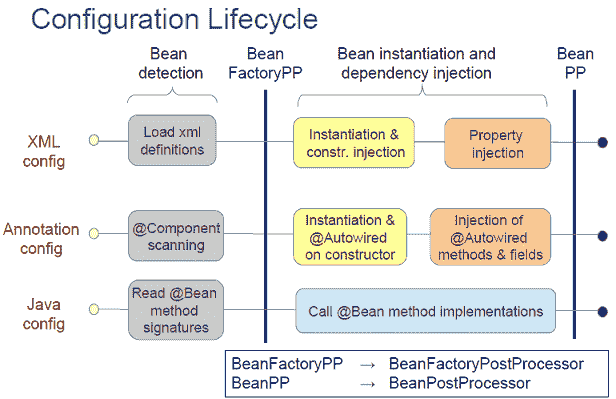 Configuration Lifecycle
Bean
detection
Bean
FactoryPP
Bean instantiation and
dependency injection
Bean
PP
XML
config
Load xml
definitions
Instantiation &
constr. injection
Property
injection
Annotation
config
@Component
scanning
Instantiation &
@Autowired
on constructor
Injection of
@Autowired
methods & fields
Java
config
Read @Bean
method
signatures
Call @Bean method implementations
BeanFactoryPP → BeanFactoryPostProcessor
BeanPP → BeanPostProcessor